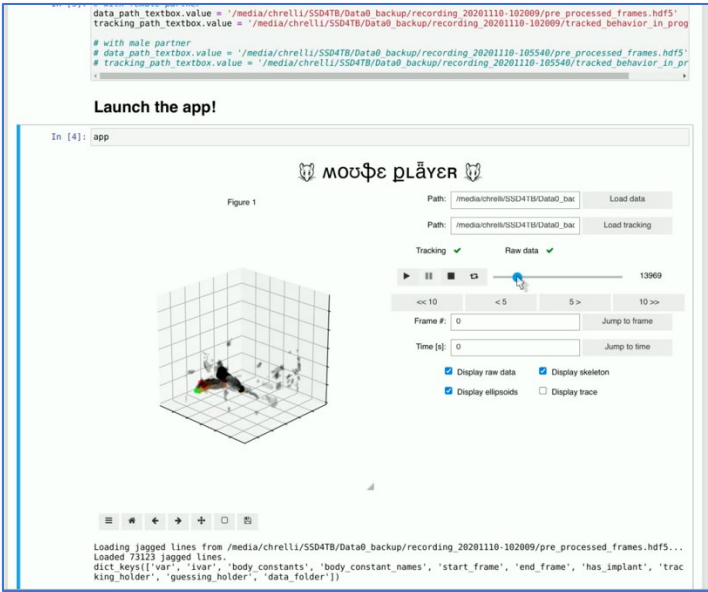 data_path_textbox.value = '/media/chrelli/SSD4TB/Data0_backup/recording_20201110-102009/pre_processed_frames.hdf5'
tracking_path_textbox.value = '/media/chrelli/SSD4TB/Data0_backup/recording_20201110-102009/tracked_behavior_in_prog
# with male partner
# data_path_textbox.value = '/media/chrelli/SSD4TB/Data0_backup/recording_20201110-105540/pre_processed_frames.hdf5'
# tracking_path_textbox.value = '/media/chrelli/SSD4TB/Data0_backup/recording_20201110-105540/tracked_behavior_in_pr
Launch the app!
In [4]: app
Figure 1
Path: /media/chrelli/SSD4TB/Data0_bac Load data
Path: /media/chrelli/SSD4TB/Data0_bac Load tracking
Tracking ✔ Raw data ✔
13969
<< 10 < 5 5 > 10 >>
Frame #: 0 Jump to frame
Time [s]: 0 Jump to time
Display raw data Display skeleton
Display ellipsoids Display trace
Loading jagged lines from /media/chrelli/SSD4TB/Data0_backup/recording_20201110-102009/pre_processed_frames.hdf5...
Loaded 73123 jagged lines.
dict_keys(['var', 'ivar', 'body_constants', 'body_constant_names', 'start_frame', 'end_frame', 'has_implant', 'trac
king_holder', 'guessing_holder', 'data_folder'])